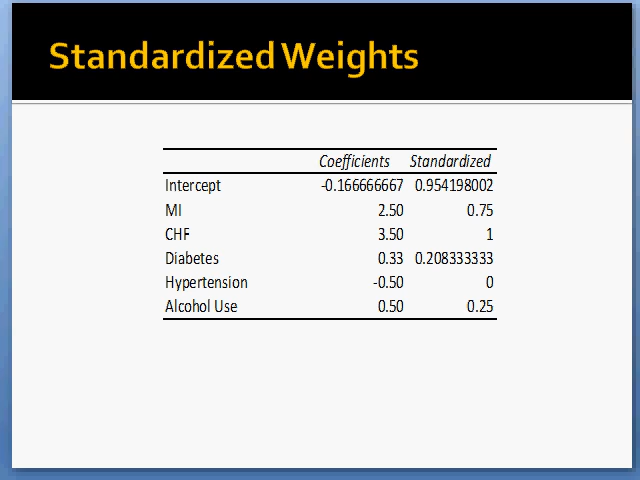 Standardized Weights
Coefficients Standardized
Intercept -0.166666667 0.954198002
MI 2.50 0.75
CHF 3.50 1
Diabetes 0.33 0.208333333
Hypertension -0.50 0
Alcohol Use 0.50 0.25